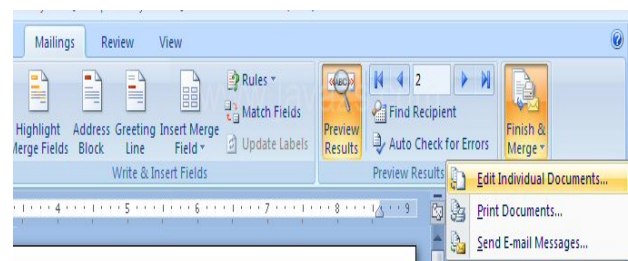 Mailings Review View
«ABC» 2
Rules
Match Fields
Find Recipient
Highlight Address Greeting Insert Merge Preview Auto Check for Errors Finish &
Merge Fields Block Line Field Update Labels Results Merge
Write & Insert Fields Preview Results
Edit Individual Documents...
4 5 6 7 8 9
Print Documents...
Send E-mail Messages...